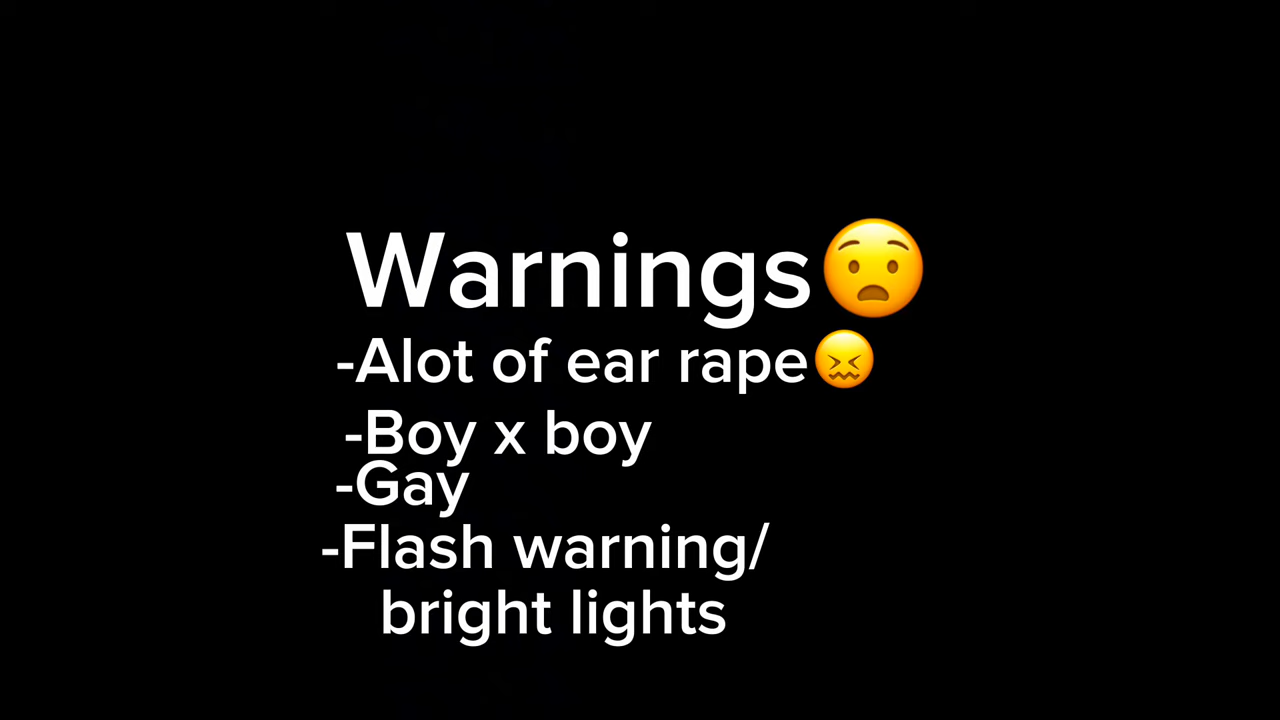 Warnings😧
-Alot of ear rape😖
-Boy x boy
-Gay
-Flash warning/
bright lights